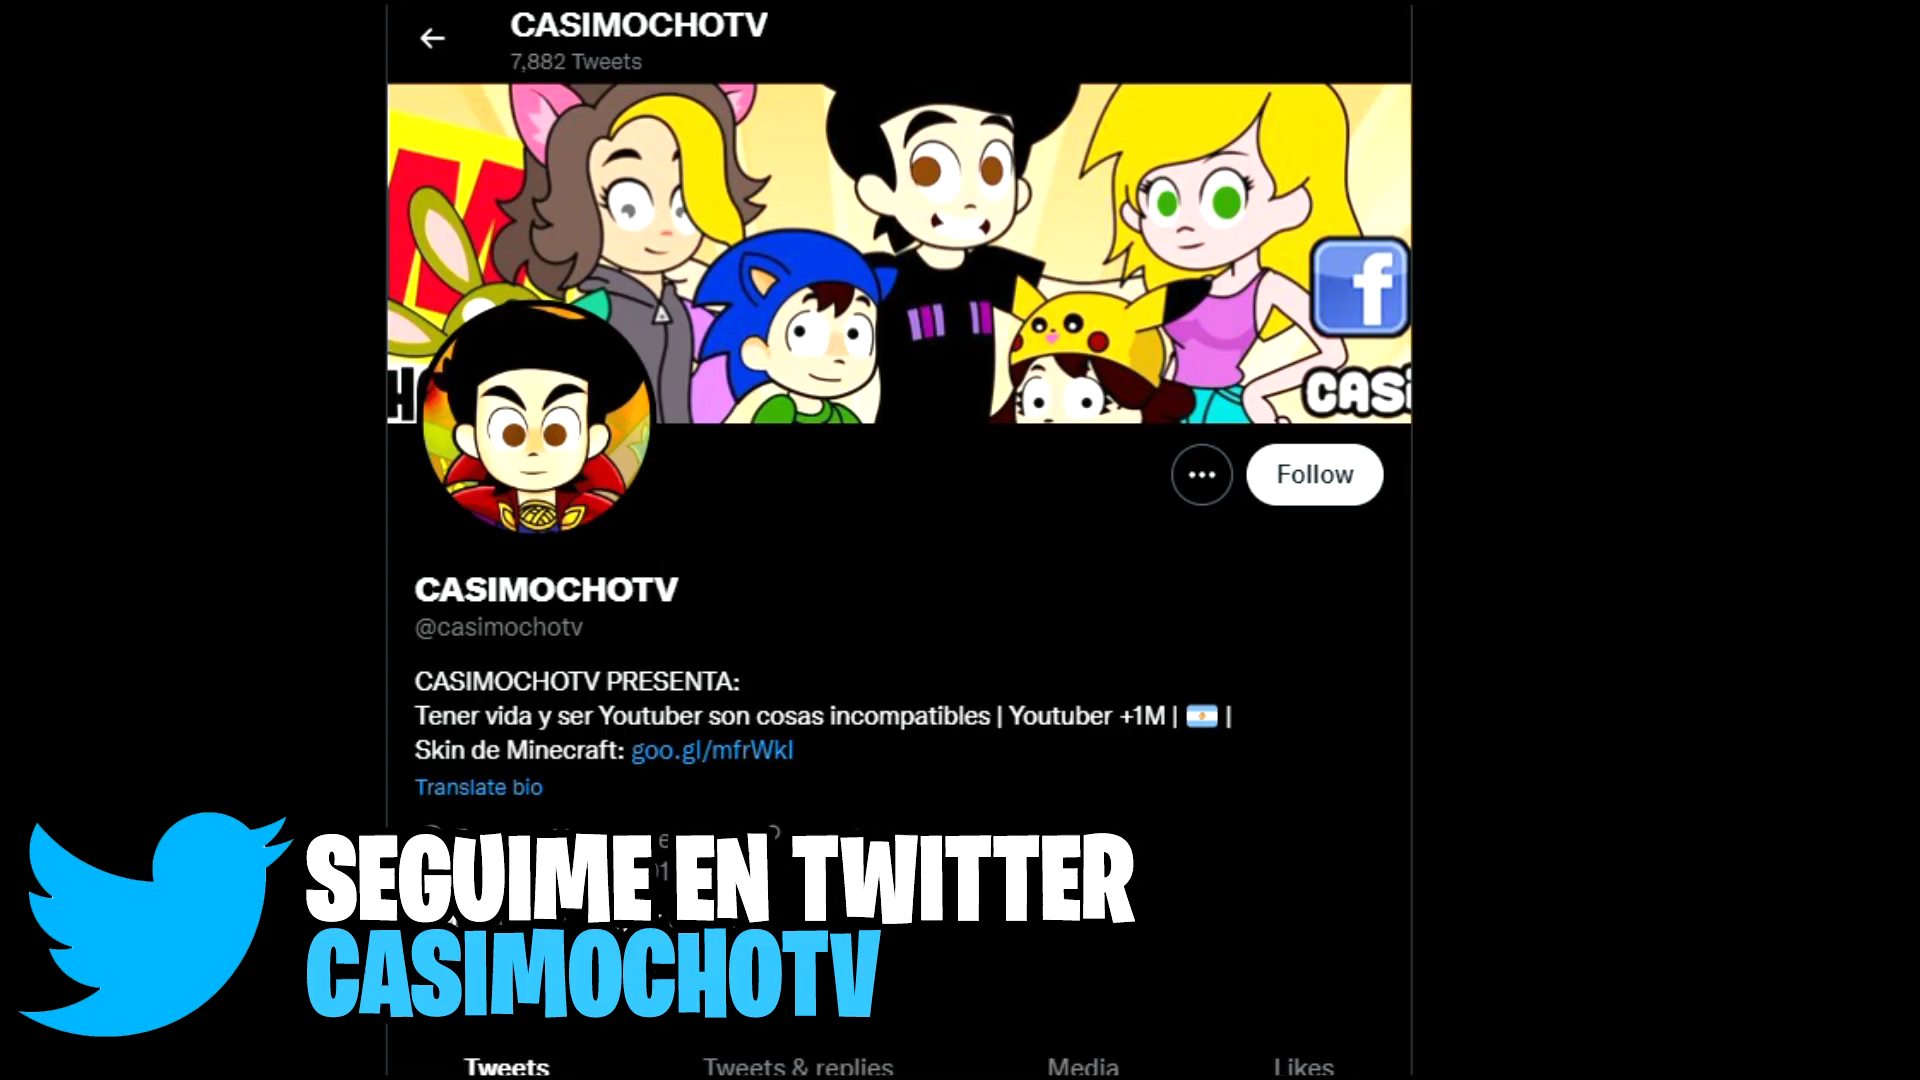 CASIMOCHOTV
7,882 Tweets
f
CASI
Follow
CASIMOCHOTV
@casimochotv
CASIMOCHOTV PRESENTA:
Tener vida y ser Youtuber son cosas incompatibles | Youtuber +1M | 🇦🇷 |
Skin de Minecraft: goo.gl/mfrWkI
Translate bio
SEGUIME EN TWITTER
CASIMOCHOTV
Tweets
Tweets & replies
Media
Likes